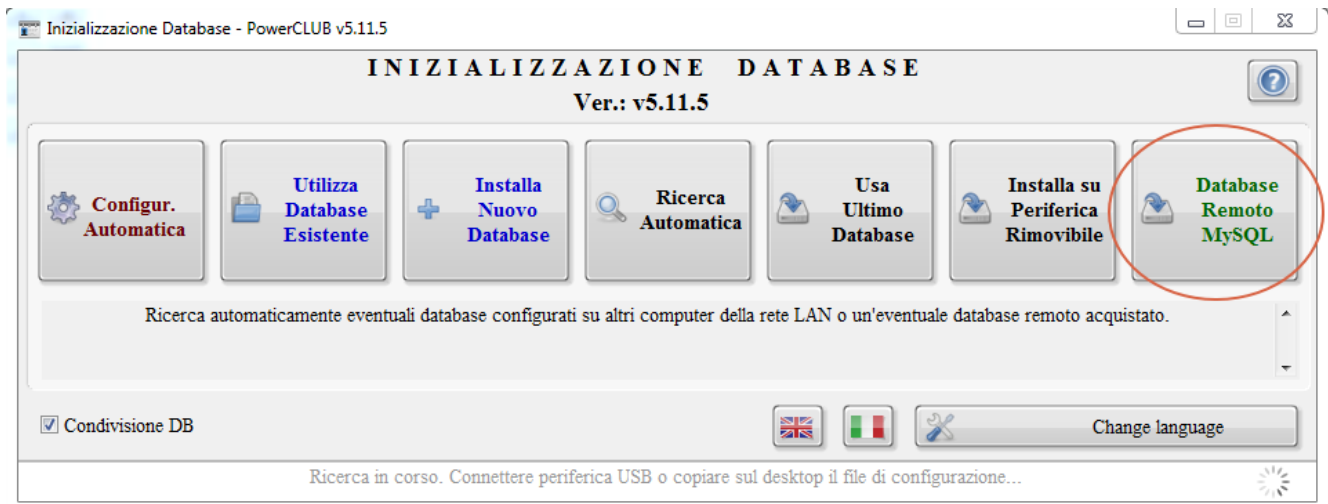 Inizializzazione Database - PowerCLUB v5.11.5
INIZIALIZZAZIONE DATABASE
Ver.: v5.11.5
Configur.
Automatica
Utilizza
Database
Esistente
Installa
Nuovo
Database
Ricerca
Automatica
Usa
Ultimo
Database
Installa su
Periferica
Rimovibile
Database
Remoto
MySQL
Ricerca automaticamente eventuali database configurati su altri computer della rete LAN o un'eventuale database remoto acquistato.
Condivisione DB
Change language
Ricerca in corso. Connettere periferica USB o copiare sul desktop il file di configurazione...